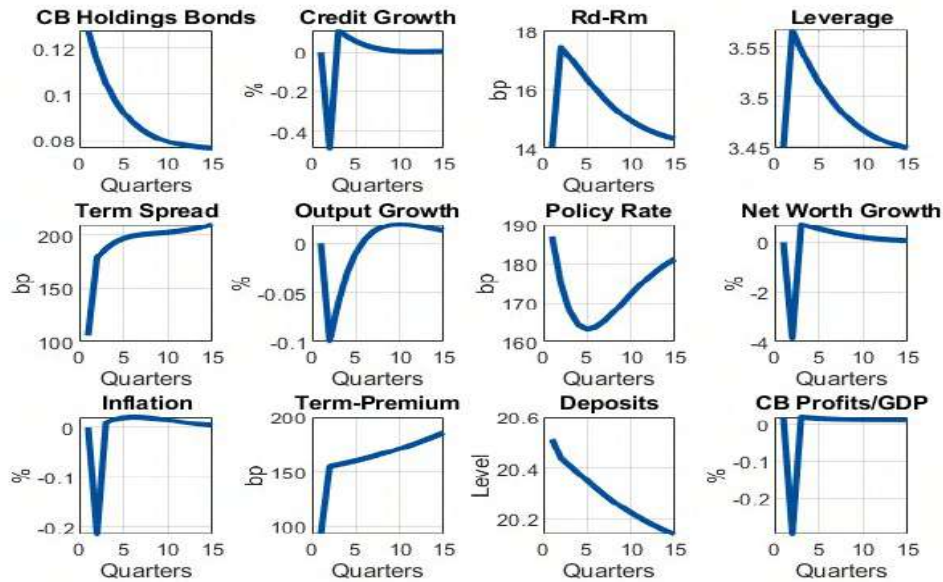 CB Holdings Bonds
0.12
0.1
0.08
0 5 10 15
Quarters
Credit Growth
%
0
-0.2
-0.4
0 5 10 15
Quarters
Rd-Rm
bp
18
16
14
0 5 10 15
Quarters
Leverage
3.55
3.5
3.45
0 5 10 15
Quarters
Term Spread
bp
200
150
100
0 5 10 15
Quarters
Output Growth
%
0
-0.05
-0.1
0 5 10 15
Quarters
Policy Rate
bp
190
180
170
160
0 5 10 15
Quarters
Net Worth Growth
%
0
-2
-4
0 5 10 15
Quarters
Inflation
%
0
-0.1
-0.2
0 5 10 15
Quarters
Term-Premium
bp
200
150
100
0 5 10 15
Quarters
Deposits
Level
20.6
20.4
20.2
0 5 10 15
Quarters
CB Profits/GDP
%
0
-0.1
-0.2
0 5 10 15
Quarters